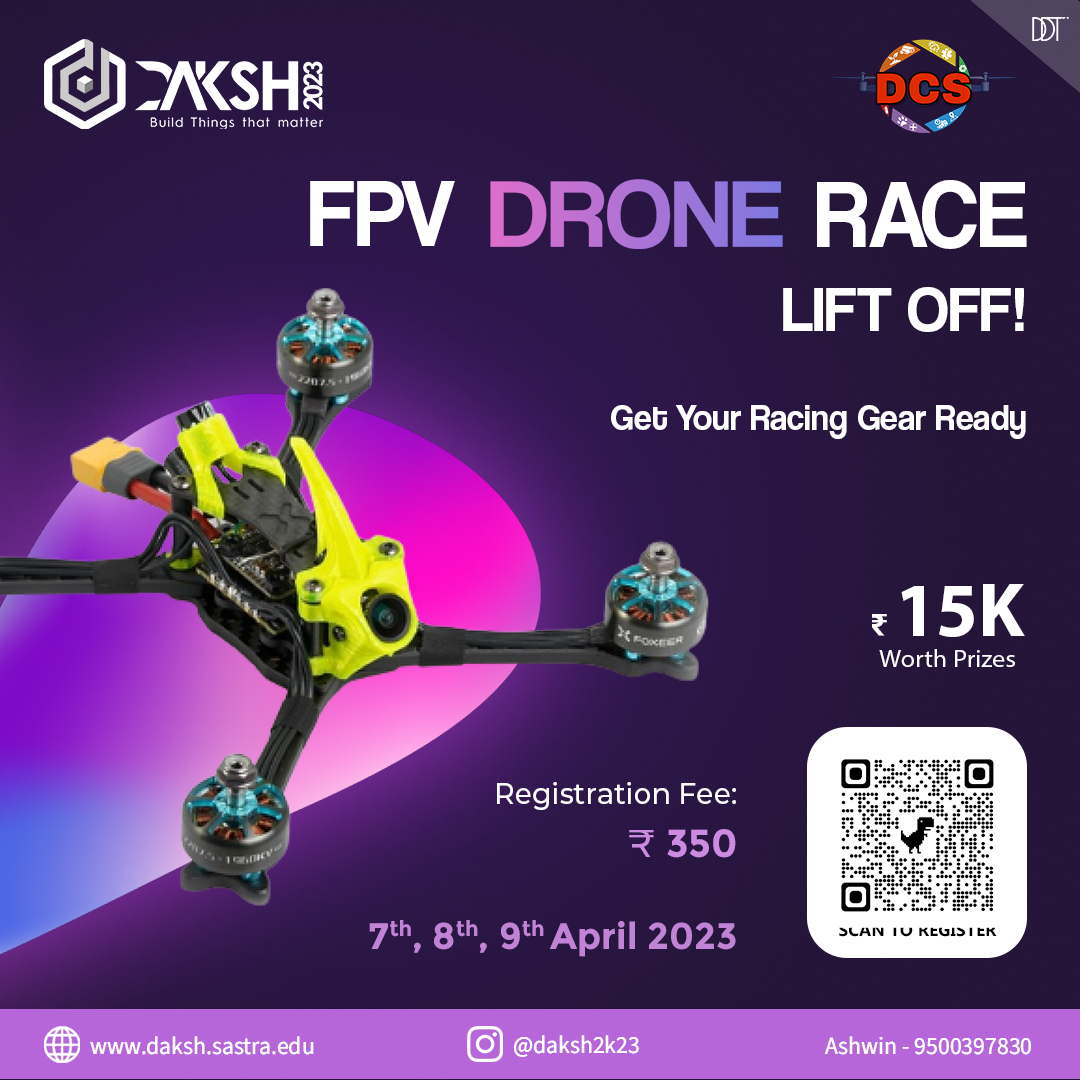 DAKSH 2023
Build Things that matter
DCS
DDT
FPV DRONE RACE
LIFT OFF!
Get Your Racing Gear Ready
₹ 15K
Worth Prizes
FOXEER
Registration Fee:
₹ 350
7th, 8th, 9th April 2023
SCAN TO REGISTER
www.daksh.sastra.edu
@daksh2k23
Ashwin - 9500397830